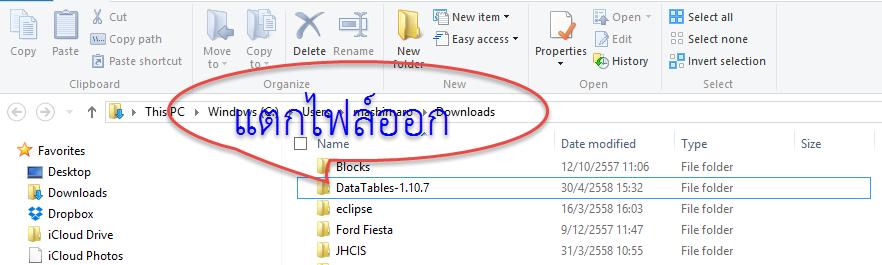 Cut
Copy path
Paste shortcut
Copy
Paste
Clipboard
Move to
Copy to
Delete
Rename
Organize
New folder
New item
Easy access
New
Properties
Open
Edit
History
Open
Select all
Select none
Invert selection
Select
This PC Windows (C:) Users mashimaro Downloads
แตกไฟล์ออก
Favorites
Desktop
Downloads
Dropbox
iCloud Drive
iCloud Photos
Name Date modified Type Size
Blocks 12/10/2557 11:06 File folder
DataTables-1.10.7 30/4/2558 15:32 File folder
eclipse 16/3/2558 16:03 File folder
Ford Fiesta 9/12/2557 11:47 File folder
JHCIS 31/3/2558 10:55 File folder